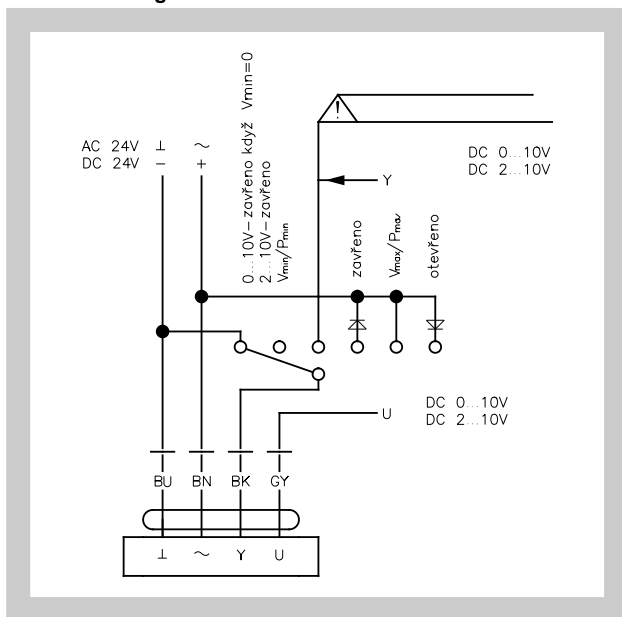 0...10V-zavřeno když Vmin=0
2...10V-zavřeno
Vmin/Pmin
!
AC 24V ⊥ ~
DC 24V − +
DC 0...10V
DC 2...10V
Y
zavřeno
Vmax/Pmax
otevřeno
U
DC 0...10V
DC 2...10V
BU BN BK GY
⊥ ~ Y U